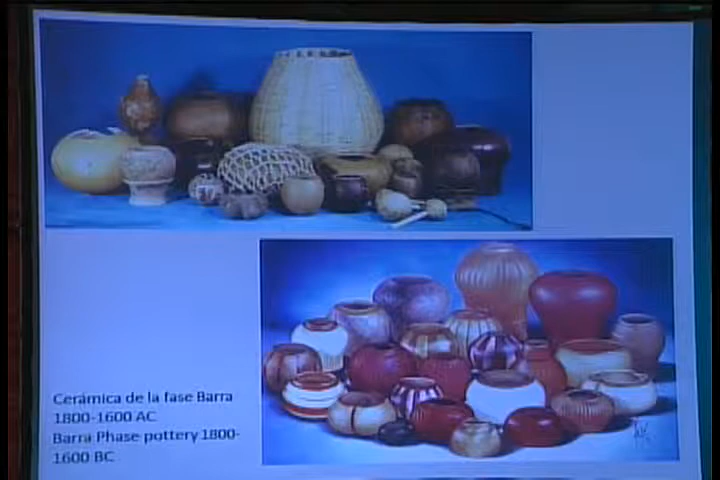 Cerámica de la fase Barra
1800-1600 AC
Barra Phase pottery 1800-
1600 BC